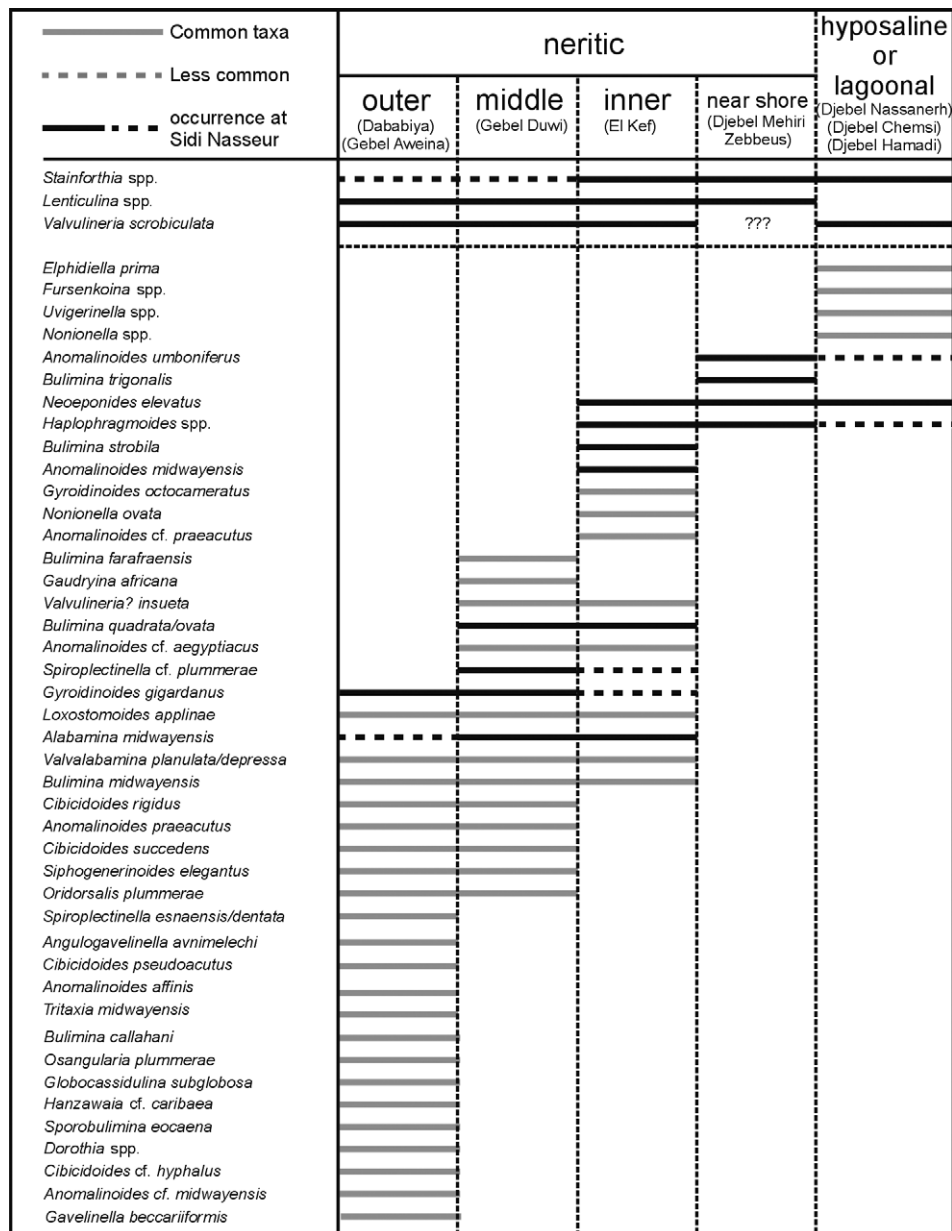 Common taxa
Less common
occurrence at
Sidi Nasseur
neritic
hyposaline
or
lagoonal
(Djebel Nassanerh)
(Djebel Chemsi)
(Djebel Hamadi)
outer
(Dababiya)
(Gebel Aweina)
middle
(Gebel Duwi)
inner
(El Kef)
near shore
(Djebel Mehiri
Zebbeus)
Stainforthia spp.
Lenticulina spp.
Valvulineria scrobiculata
???
Elphidiella prima
Fursenkoina spp.
Uvigerinella spp.
Nonionella spp.
Anomalinoides umboniferus
Bulimina trigonalis
Neoeponides elevatus
Haplophragmoides spp.
Bulimina strobila
Anomalinoides midwayensis
Gyroidinoides octocameratus
Nonionella ovata
Anomalinoides cf. praeacutus
Bulimina farafraensis
Gaudryina africana
Valvulineria? insueta
Bulimina quadrata/ovata
Anomalinoides cf. aegyptiacus
Spiroplectinella cf. plummerae
Gyroidinoides gigardanus
Loxostomoides applinae
Alabamina midwayensis
Valvalabamina planulata/depressa
Bulimina midwayensis
Cibicidoides rigidus
Anomalinoides praeacutus
Cibicidoides succedens
Siphogenerinoides elegantus
Oridorsalis plummerae
Spiroplectinella esnaensis/dentata
Angulogavelinella avnimelechi
Cibicidoides pseudoacutus
Anomalinoides affinis
Tritaxia midwayensis
Bulimina callahani
Osangularia plummerae
Globocassidulina subglobosa
Hanzawaia cf. caribaea
Sporobulimina eocaena
Dorothia spp.
Cibicidoides cf. hyphalus
Anomalinoides cf. midwayensis
Gavelinella beccariiformis